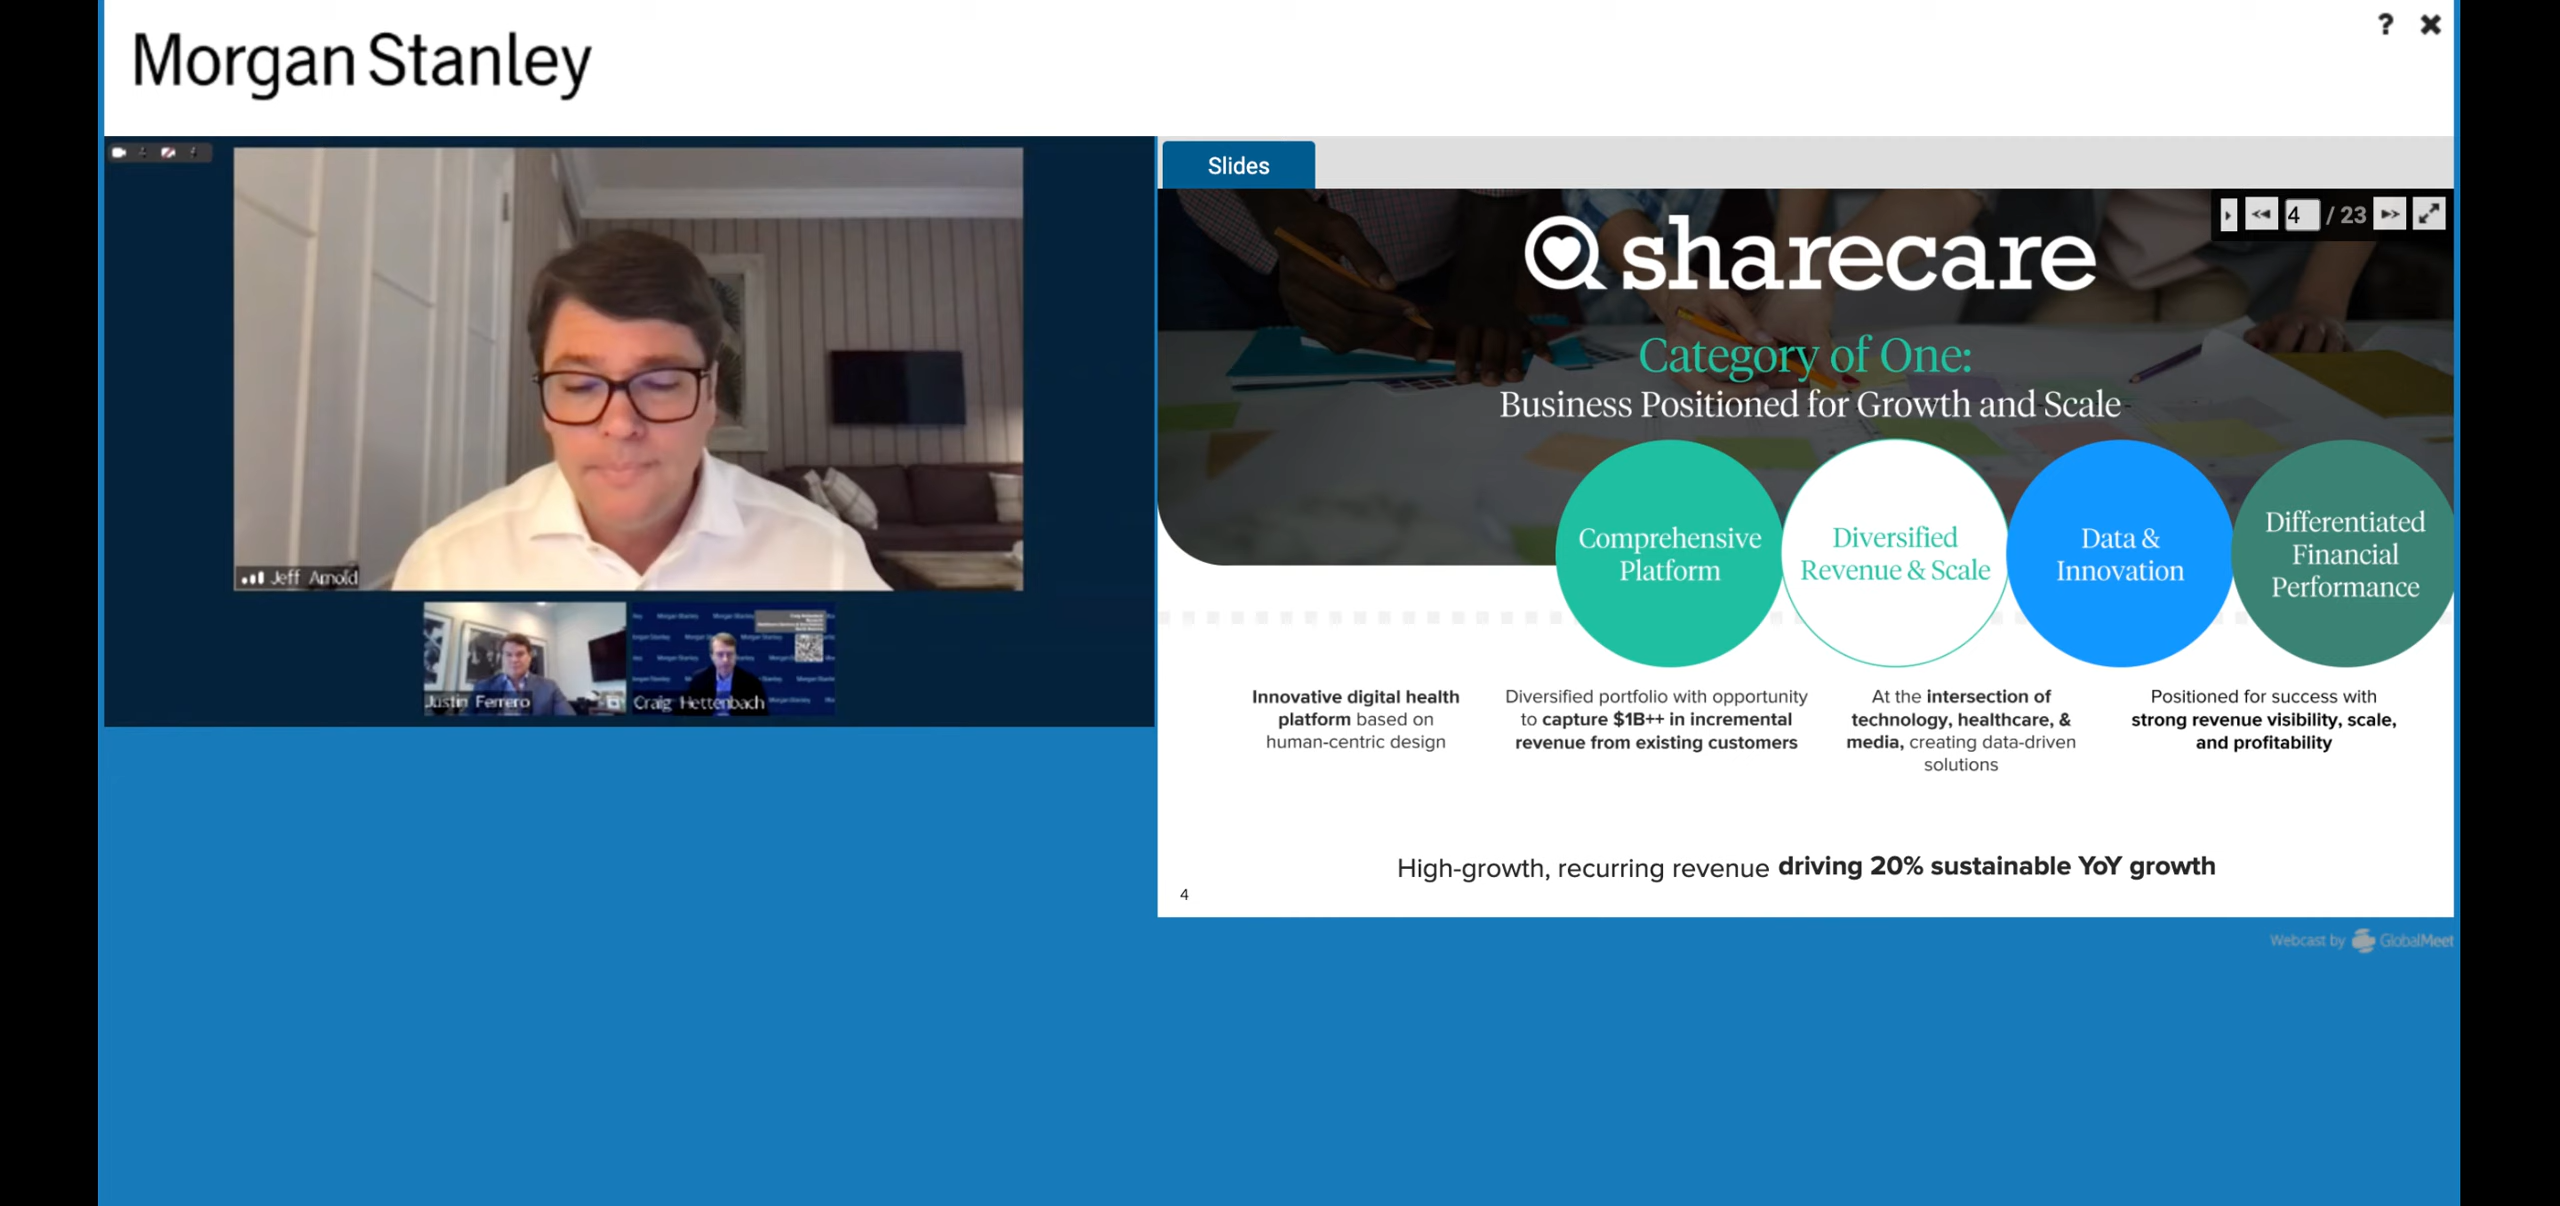 Morgan Stanley
?
Jeff Arnold
Justin Ferrero
Craig Hettenbach
Slides
4 / 23
sharecare
Category of One:
Business Positioned for Growth and Scale
Comprehensive
Platform
Diversified
Revenue & Scale
Data &
Innovation
Differentiated
Financial
Performance
Innovative digital health
platform based on
human-centric design
Diversified portfolio with opportunity
to capture $1B++ in incremental
revenue from existing customers
At the intersection of
technology, healthcare, &
media, creating data-driven
solutions
Positioned for success with
strong revenue visibility, scale,
and profitability
High-growth, recurring revenue driving 20% sustainable YoY growth
4
Webcast by GlobalMeet